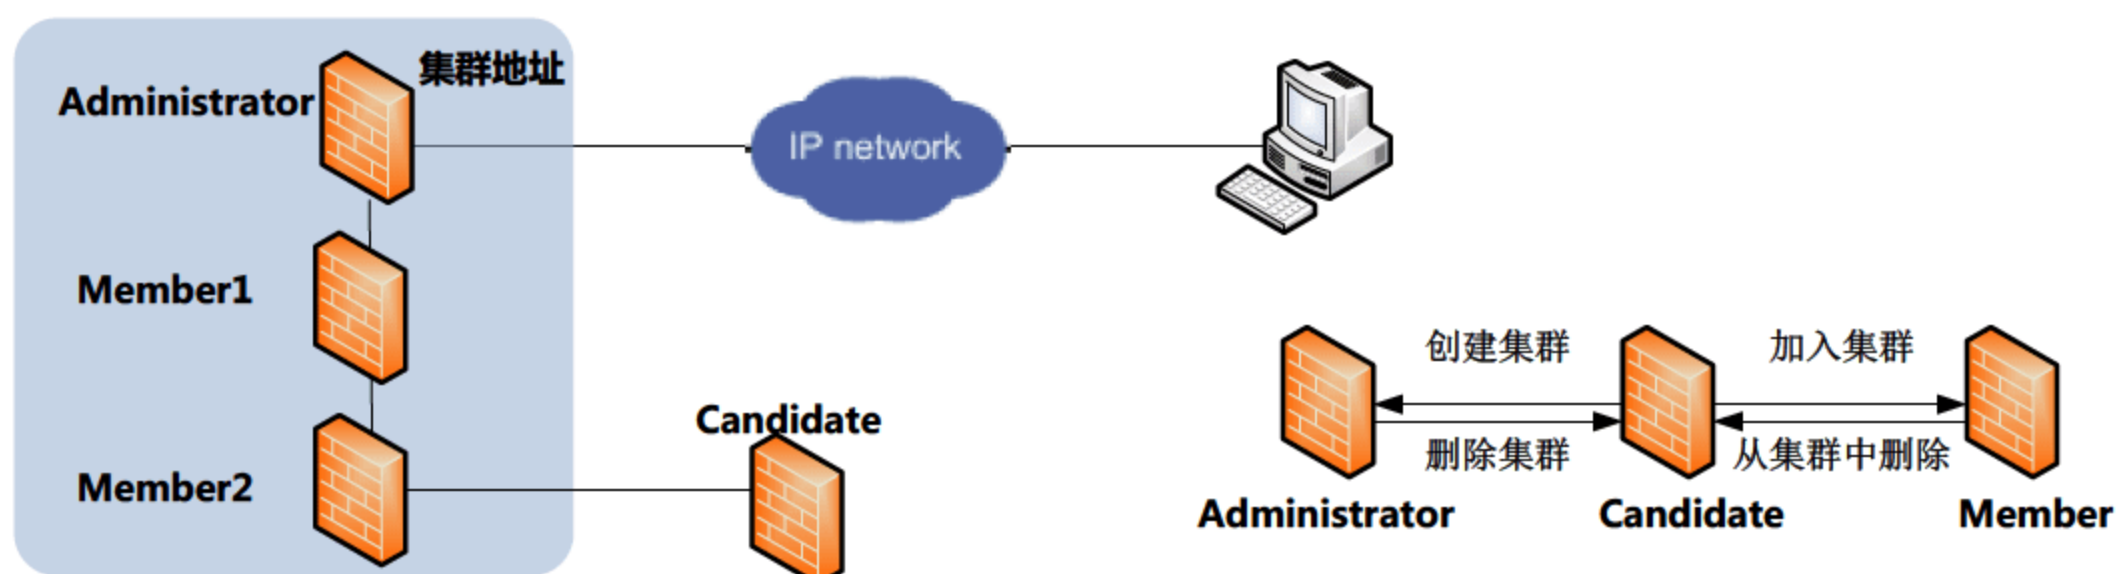 集群地址
Administrator
IP network
Member1
Member2
Candidate
创建集群
加入集群
删除集群
从集群中删除
Administrator
Candidate
Member